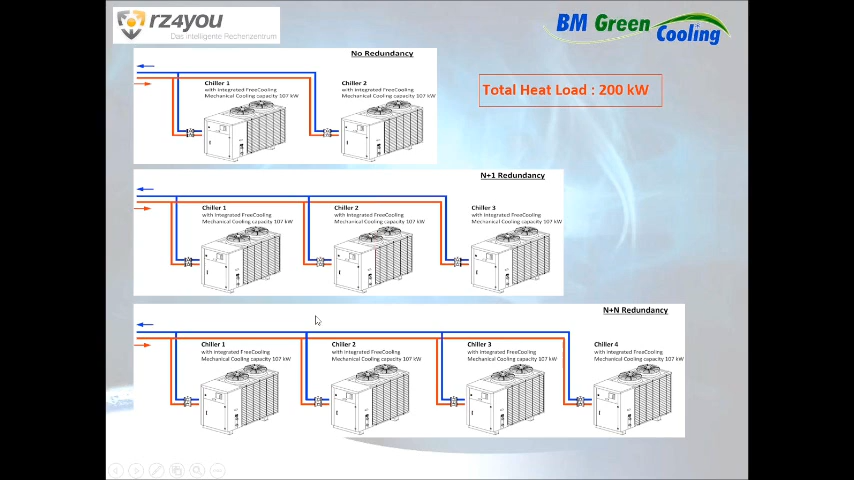 rz4you
Das intelligente Rechenzentrum
BM Green
Cooling
No Redundancy
Total Heat Load : 200 kW
Chiller 1
with integrated FreeCooling
Mechanical Cooling capacity 107 kW
Chiller 2
with integrated FreeCooling
Mechanical Cooling capacity 107 kW
N+1 Redundancy
Chiller 1
with integrated FreeCooling
Mechanical Cooling capacity 107 kW
Chiller 2
with integrated FreeCooling
Mechanical Cooling capacity 107 kW
Chiller 3
with integrated FreeCooling
Mechanical Cooling capacity 107 kW
N+N Redundancy
Chiller 1
with integrated FreeCooling
Mechanical Cooling capacity 107 kW
Chiller 2
with integrated FreeCooling
Mechanical Cooling capacity 107 kW
Chiller 3
with integrated FreeCooling
Mechanical Cooling capacity 107 kW
Chiller 4
with integrated FreeCooling
Mechanical Cooling capacity 107 kW